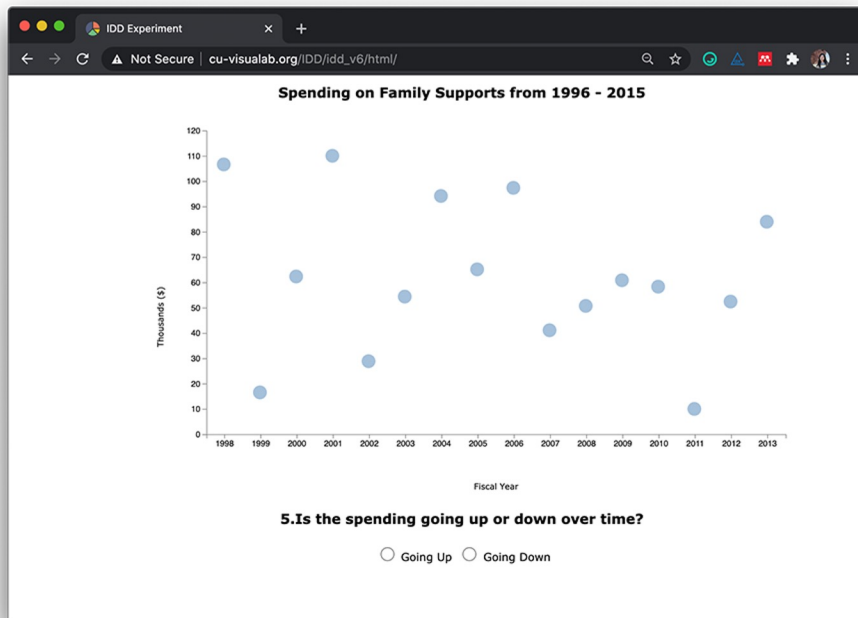 IDD Experiment
Not Secure | cu-visualab.org/IDD/idd_v6/html/
Spending on Family Supports from 1996 - 2015
120
110
100
90
80
70
60
50
40
30
20
10
0
Thousands ($)
1998 1999 2000 2001 2002 2003 2004 2005 2006 2007 2008 2009 2010 2011 2012 2013
Fiscal Year
5.Is the spending going up or down over time?
Going Up Going Down